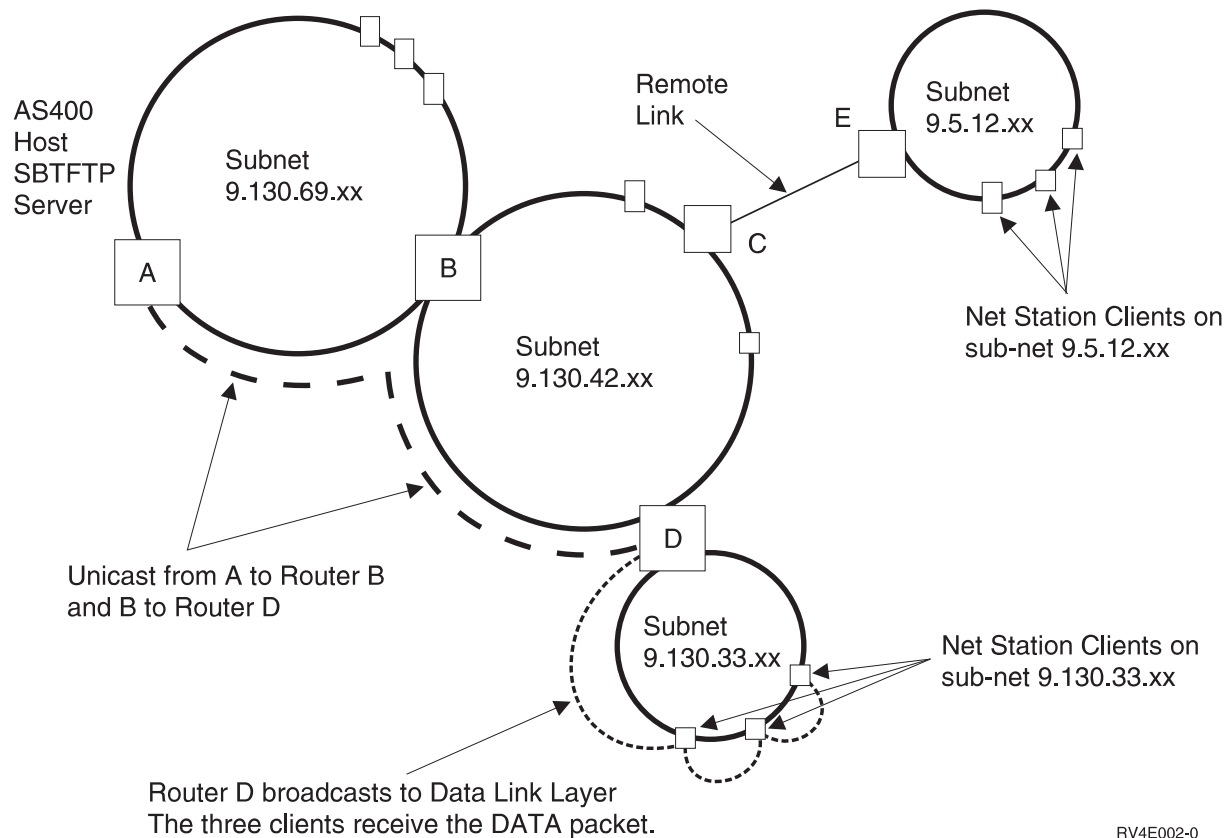 AS400
Host
SBTFTP
Server
Subnet
9.130.69.xx
A
B
Remote
Link
E
C
Subnet
9.5.12.xx
Net Station Clients on
sub-net 9.5.12.xx
Subnet
9.130.42.xx
D
Unicast from A to Router B
and B to Router D
Subnet
9.130.33.xx
Net Station Clients on
sub-net 9.130.33.xx
Router D broadcasts to Data Link Layer
The three clients receive the DATA packet.
RV4E002-0